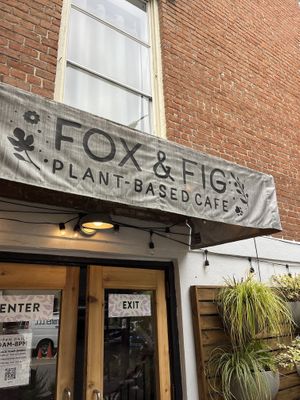 FOX & FIG
PLANT-BASED CAFE
ENTER
EXIT